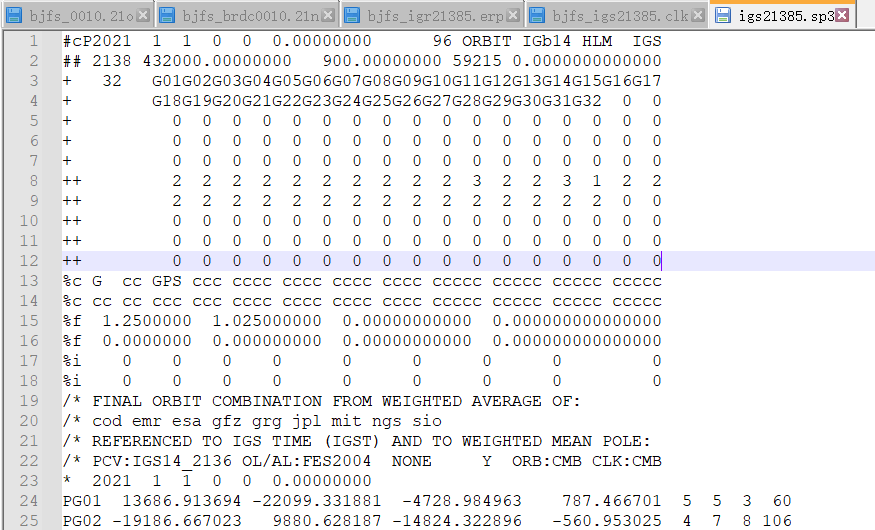 bjfs_0010.21o bjfs_brdc0010.21n bjfs_igr21385.erp bjfs_igs21385.clk igs21385.sp3
1 #cP2021  1  1  0  0  0.00000000      96 ORBIT IGb14 HLM  IGS
2 ## 2138 432000.00000000   900.00000000 59215 0.0000000000000
3 +   32   G01G02G03G04G05G06G07G08G09G10G11G12G13G14G15G16G17
4 +        G18G19G20G21G22G23G24G25G26G27G28G29G30G31G32  0  0
5 +          0  0  0  0  0  0  0  0  0  0  0  0  0  0  0  0  0
6 +          0  0  0  0  0  0  0  0  0  0  0  0  0  0  0  0  0
7 +          0  0  0  0  0  0  0  0  0  0  0  0  0  0  0  0  0
8 ++         2  2  2  2  2  2  2  2  2  2  3  2  2  3  1  2  2
9 ++         2  2  2  2  2  2  2  2  2  2  2  2  2  2  2  0  0
10 ++         0  0  0  0  0  0  0  0  0  0  0  0  0  0  0  0  0
11 ++         0  0  0  0  0  0  0  0  0  0  0  0  0  0  0  0  0
12 ++         0  0  0  0  0  0  0  0  0  0  0  0  0  0  0  0  0
13 %c G  cc GPS ccc cccc cccc cccc cccc ccccc ccccc ccccc ccccc
14 %c cc cc ccc ccc cccc cccc cccc cccc ccccc ccccc ccccc ccccc
15 %f  1.2500000  1.025000000  0.00000000000  0.000000000000000
16 %f  0.0000000  0.000000000  0.00000000000  0.000000000000000
17 %i    0    0    0    0      0      0      0      0         0
18 %i    0    0    0    0      0      0      0      0         0
19 /* FINAL ORBIT COMBINATION FROM WEIGHTED AVERAGE OF:
20 /* cod emr esa gfz grg jpl mit ngs sio
21 /* REFERENCED TO IGS TIME (IGST) AND TO WEIGHTED MEAN POLE:
22 /* PCV:IGS14_2136 OL/AL:FES2004  NONE     Y  ORB:CMB CLK:CMB
23 *  2021  1  1  0  0  0.00000000
24 PG01  13686.913694 -22099.331881  -4728.984963    787.466701  5  5  3  60
25 PG02 -19186.667023   9880.628187 -14824.322896   -560.953025  4  7  8 106